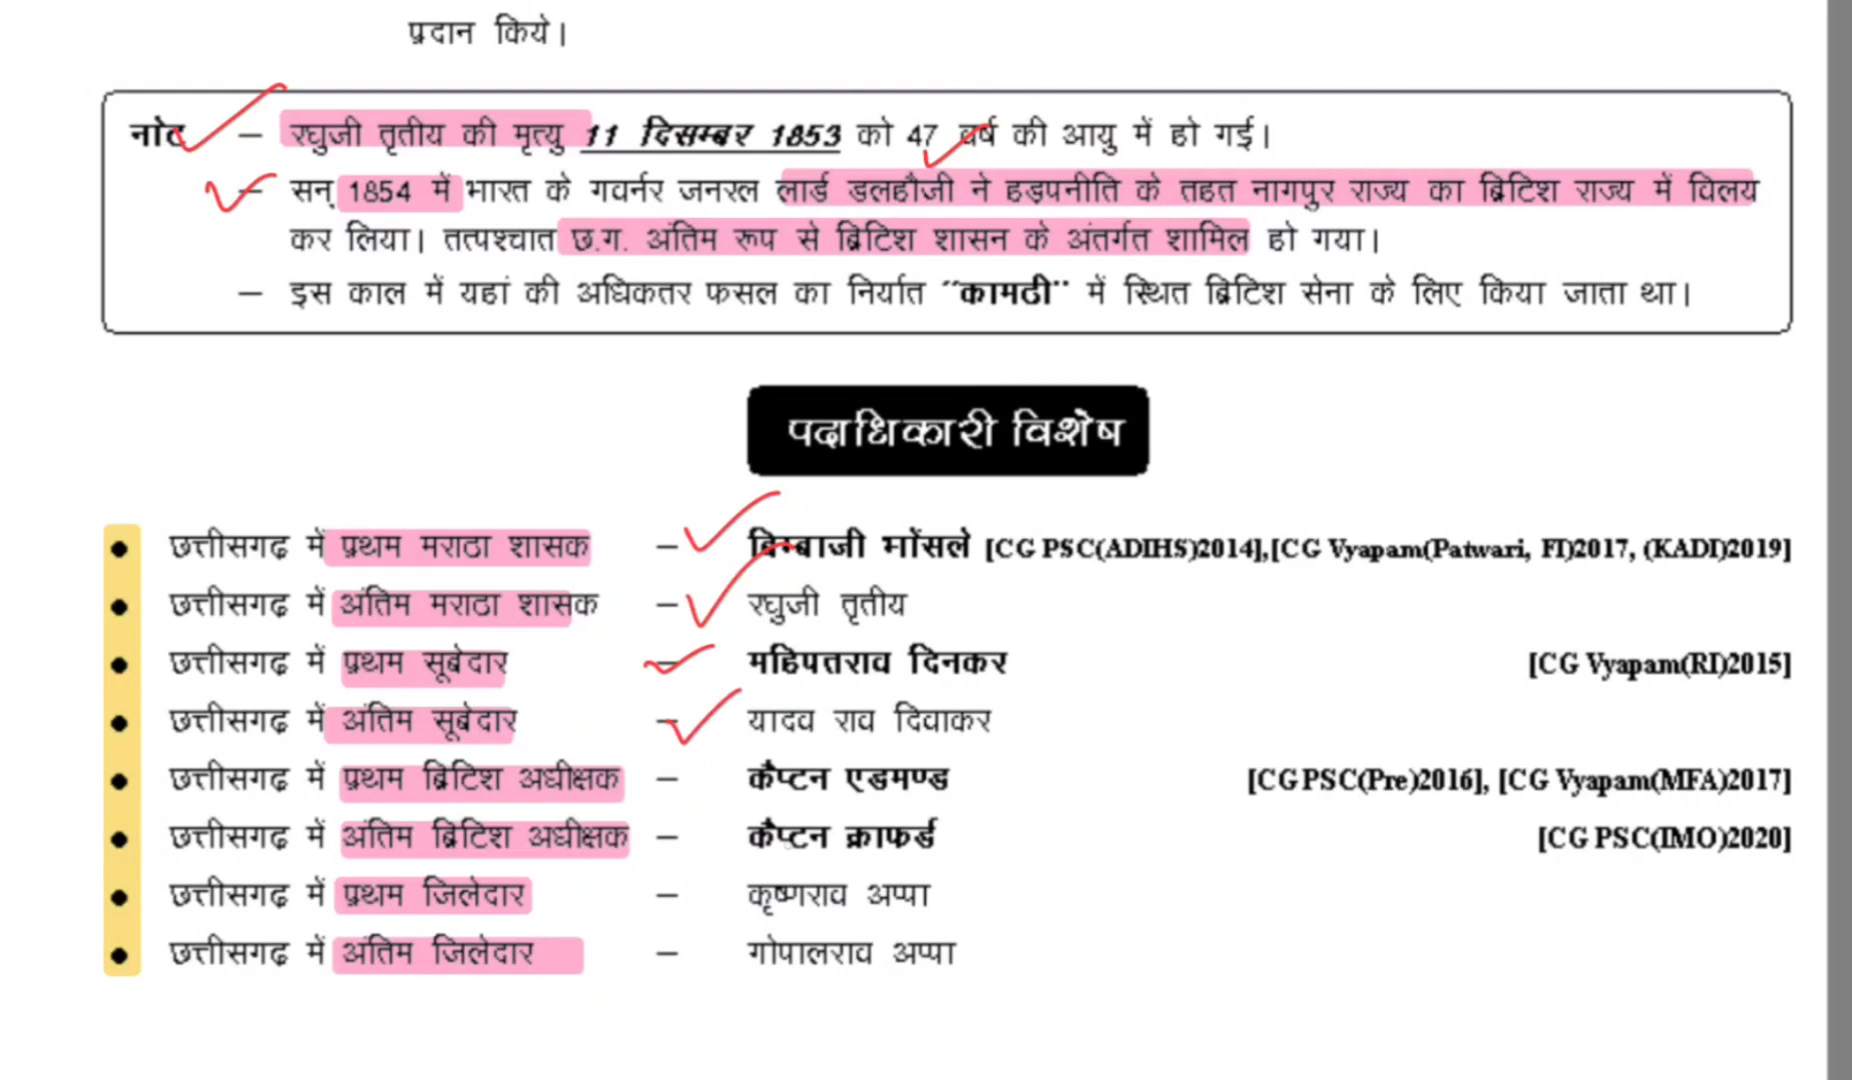 प्रदान किये।
नोट – रघुजी तृतीय की मृत्यु 11 दिसम्बर 1853 को 47 वर्ष की आयु में हो गई।
– सन् 1854 में भारत के गवर्नर जनरल लार्ड डलहौजी ने हड़पनीति के तहत नागपुर राज्य का ब्रिटिश राज्य में विलय
कर लिया। तत्पश्चात छ.ग. अंतिम रूप से ब्रिटिश शासन के अंतर्गत शामिल हो गया।
– इस काल में यहां की अधिकतर फसल का निर्यात "कामठी" में स्थित ब्रिटिश सेना के लिए किया जाता था।
पदाधिकारी विशेष
● छत्तीसगढ़ में प्रथम मराठा शासक – बिम्बाजी भोंसले [CG PSC(ADIHS)2014],[CG Vyapam(Patwari, FI)2017, (KADI)2019]
● छत्तीसगढ़ में अंतिम मराठा शासक – रघुजी तृतीय
● छत्तीसगढ़ में प्रथम सूबेदार – महिपतराव दिनकर [CG Vyapam(RI)2015]
● छत्तीसगढ़ में अंतिम सूबेदार – यादव राव दिवाकर
● छत्तीसगढ़ में प्रथम ब्रिटिश अधीक्षक – कैप्टन एडमण्ड [CG PSC(Pre)2016], [CG Vyapam(MFA)2017]
● छत्तीसगढ़ में अंतिम ब्रिटिश अधीक्षक – कैप्टन क्राफर्ड [CG PSC(IMO)2020]
● छत्तीसगढ़ में प्रथम जिलेदार – कृष्णराव अप्पा
● छत्तीसगढ़ में अंतिम जिलेदार – गोपालराव अप्पा